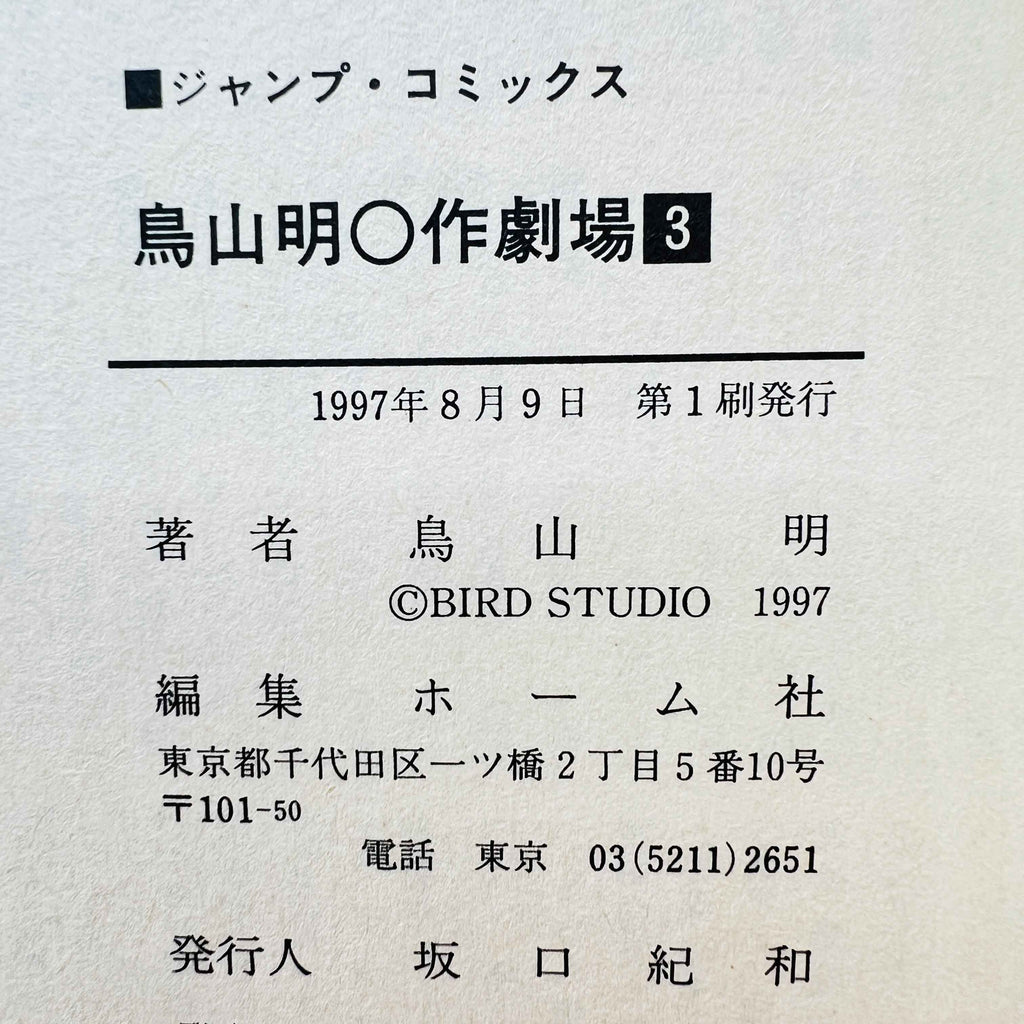 ■ジャンプ・コミックス
鳥山明○作劇場3
1997年8月9日 第1刷発行
著者 鳥山明
©BIRD STUDIO 1997
編集 ホーム社
東京都千代田区一ツ橋2丁目5番10号
〒101-50
電話 東京 03(5211)2651
発行人 坂口紀和